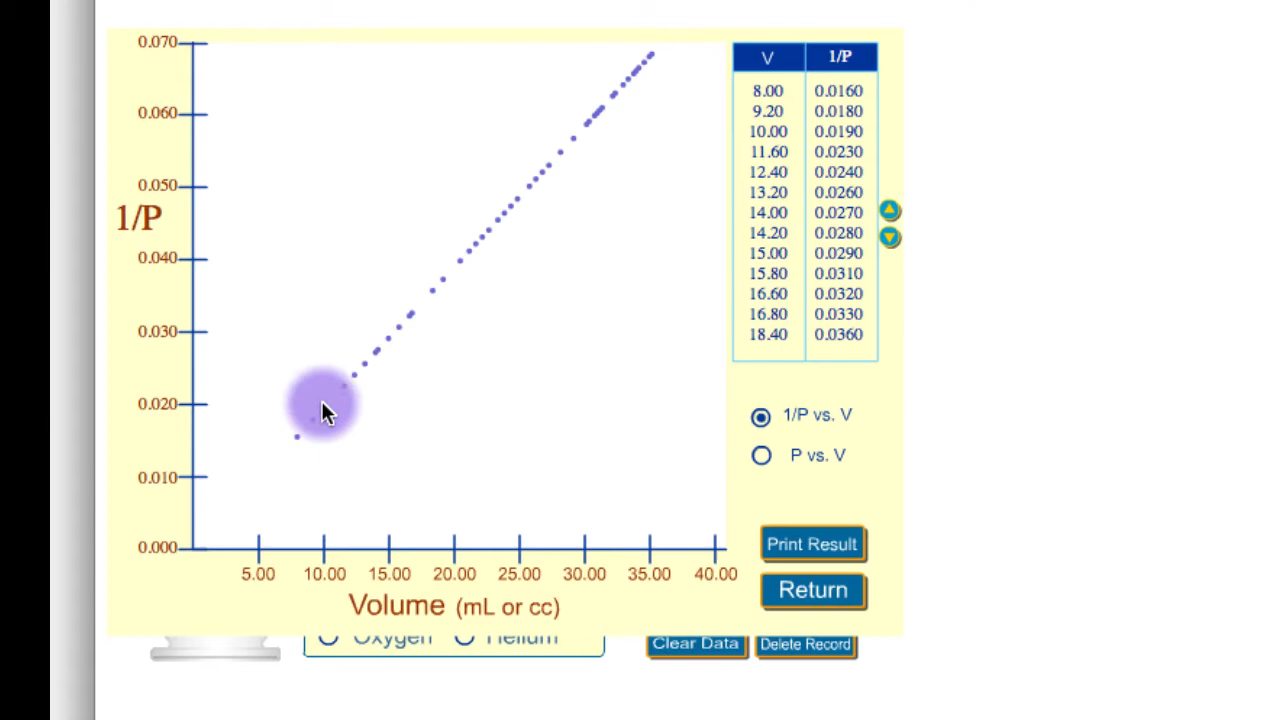 0.070
0.060
0.050
1/P
0.040
0.030
0.020
0.010
0.000
5.00 10.00 15.00 20.00 25.00 30.00 35.00 40.00
Volume (mL or cc)
V 1/P
8.00 0.0160
9.20 0.0180
10.00 0.0190
11.60 0.0230
12.40 0.0240
13.20 0.0260
14.00 0.0270
14.20 0.0280
15.00 0.0290
15.80 0.0310
16.60 0.0320
16.80 0.0330
18.40 0.0360
1/P vs. V
P vs. V
Print Result
Return
Oxygen Helium
Clear Data Delete Record